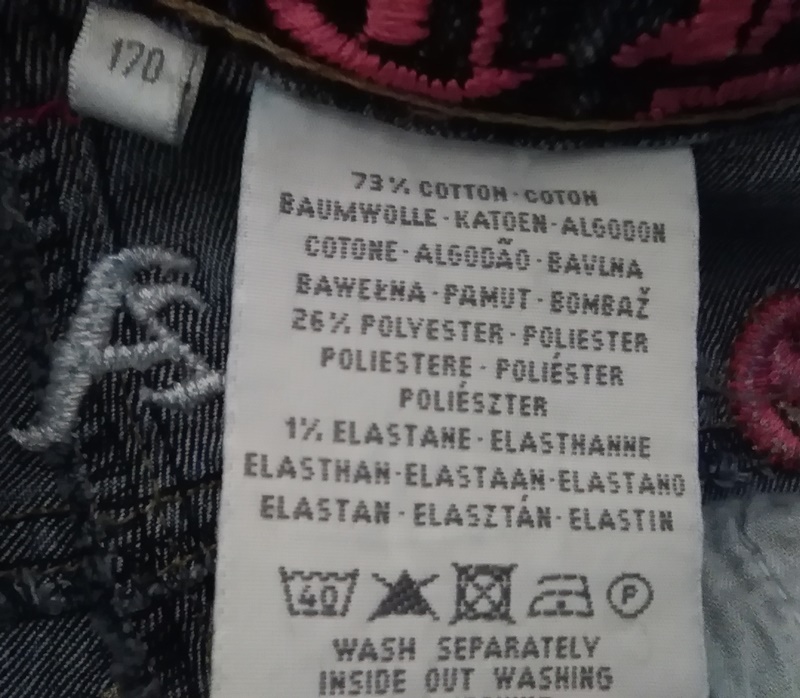 170
73% COTTON·COTON
BAUMWOLLE·KATOEN·ALGODON
COTONE·ALGODÃO·BAVLNA
BAWEŁNA·PAMUT·BOMBAŽ
26% POLYESTER·POLIESTER
POLIESTERE·POLIÉSTER
POLIÉSZTER
1% ELASTANE·ELASTHANNE
ELASTHAN·ELASTAAN·ELASTANO
ELASTAN·ELASZTÁN·ELASTIN
40 P
WASH SEPARATELY
INSIDE OUT WASHING